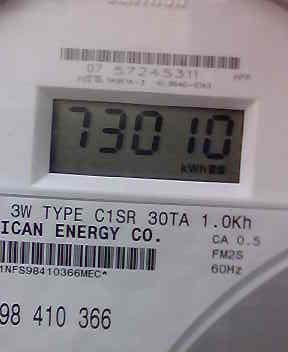 07 57245311
73010
kWh
3W TYPE C1SR 30TA 1.0Kh
ICAN ENERGY CO.
CA 0.5
FM2S
1NFS98410366MEC*
60Hz
98 410 366